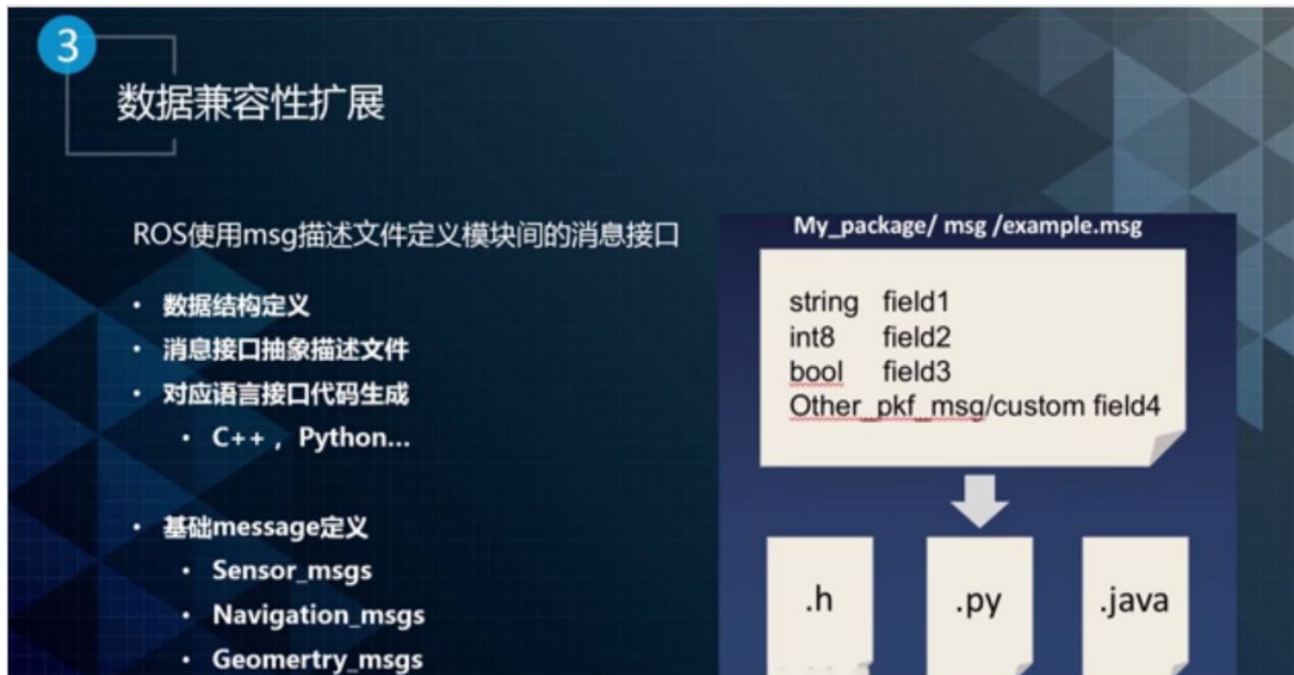 3
数据兼容性扩展
ROS使用msg描述文件定义模块间的消息接口
• 数据结构定义
• 消息接口抽象描述文件
• 对应语言接口代码生成
• C++ , Python...
• 基础message定义
• Sensor_msgs
• Navigation_msgs
• Geomertry_msgs
My_package/ msg /example.msg
string field1
int8 field2
bool field3
Other_pkf_msg/custom field4
.h
.py
.java